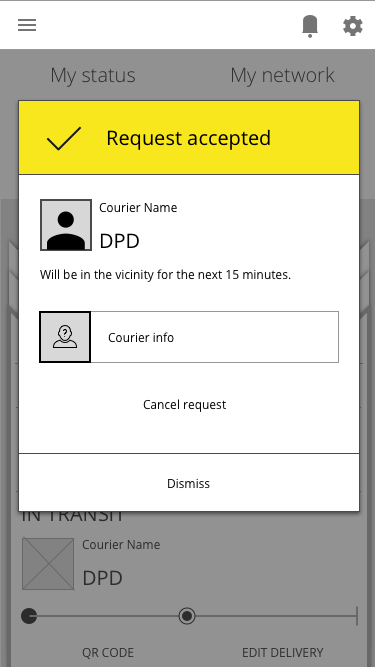 My status
My network
Request accepted
Courier Name
DPD
Will be in the vicinity for the next 15 minutes.
Courier info
Cancel request
Dismiss
IN TRANSIT
Courier Name
DPD
QR CODE
EDIT DELIVERY